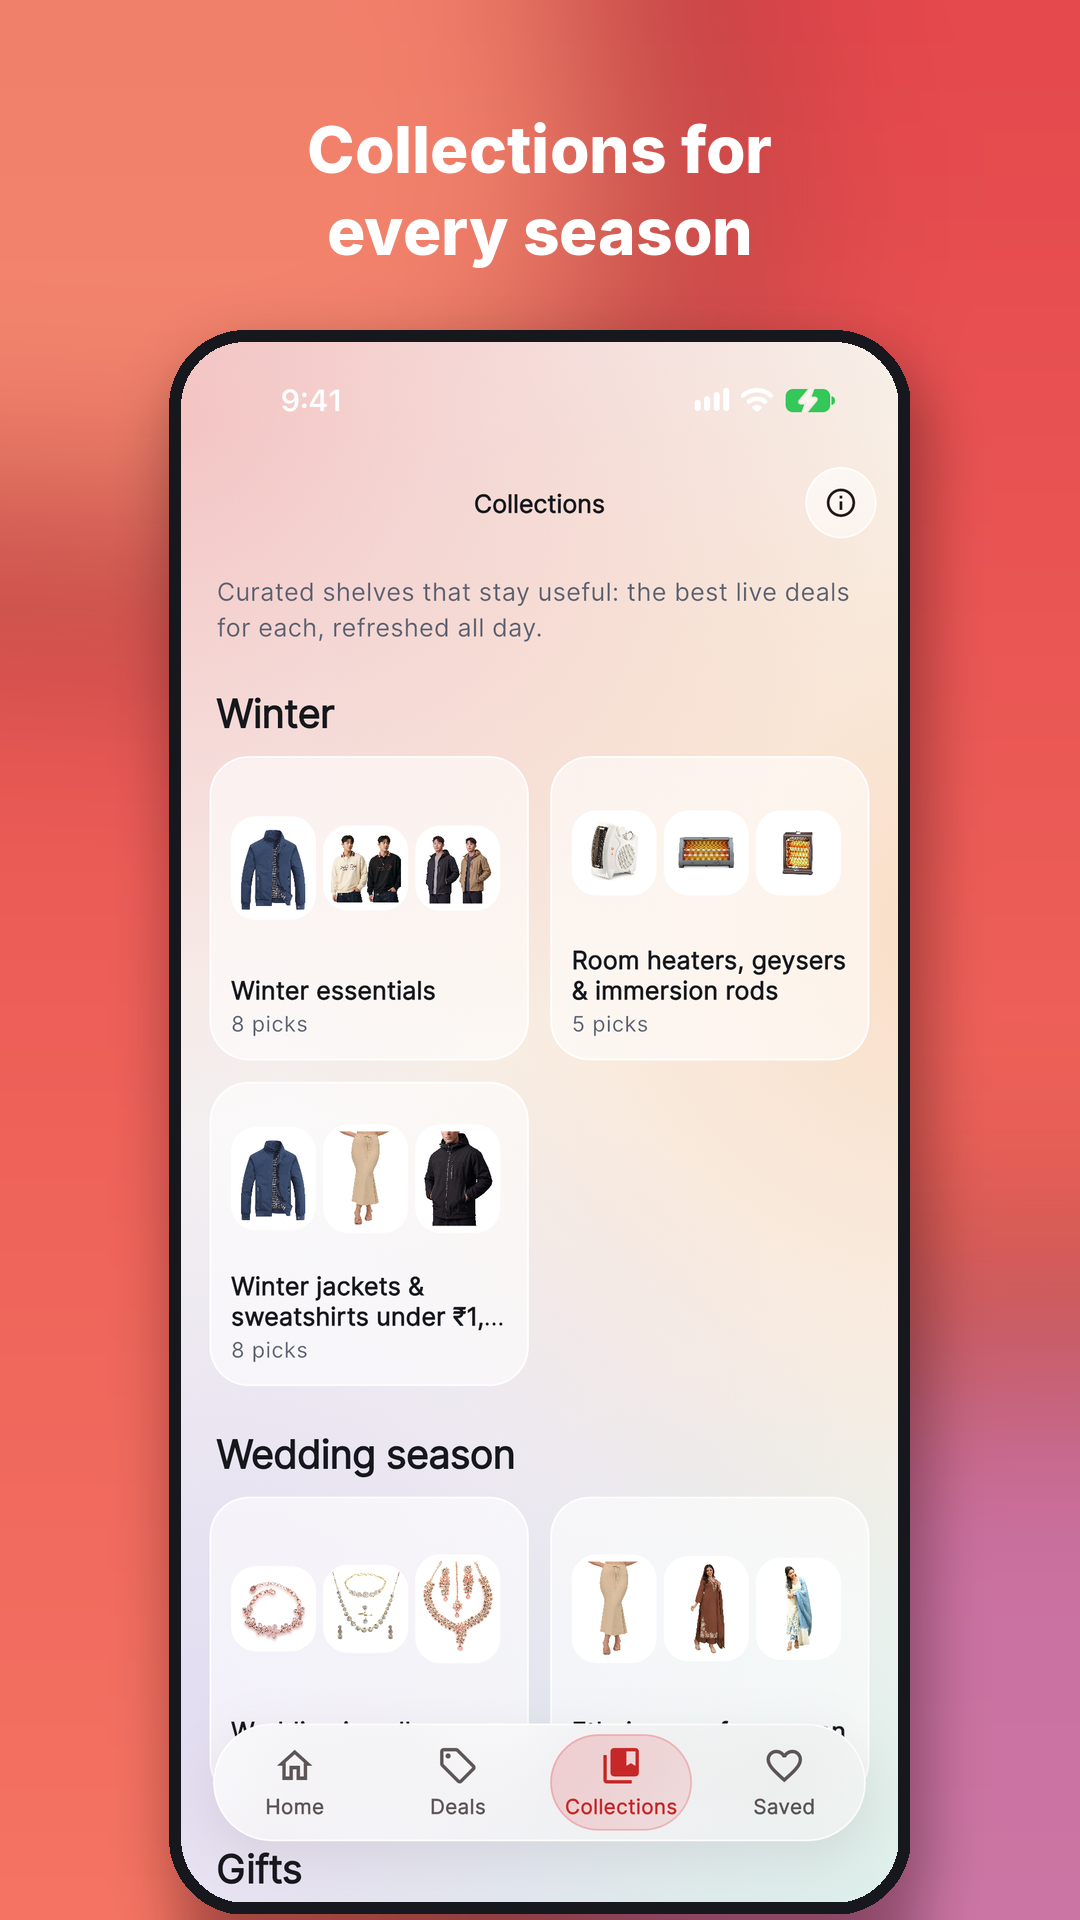 Collections for
every season
9:41
Collections
Curated shelves that stay useful: the best live deals
for each, refreshed all day.
Winter
Winter essentials
8 picks
Room heaters, geysers
& immersion rods
5 picks
Winter jackets &
sweatshirts under ₹1,...
8 picks
Wedding season
Home
Deals
Collections
Saved
Gifts